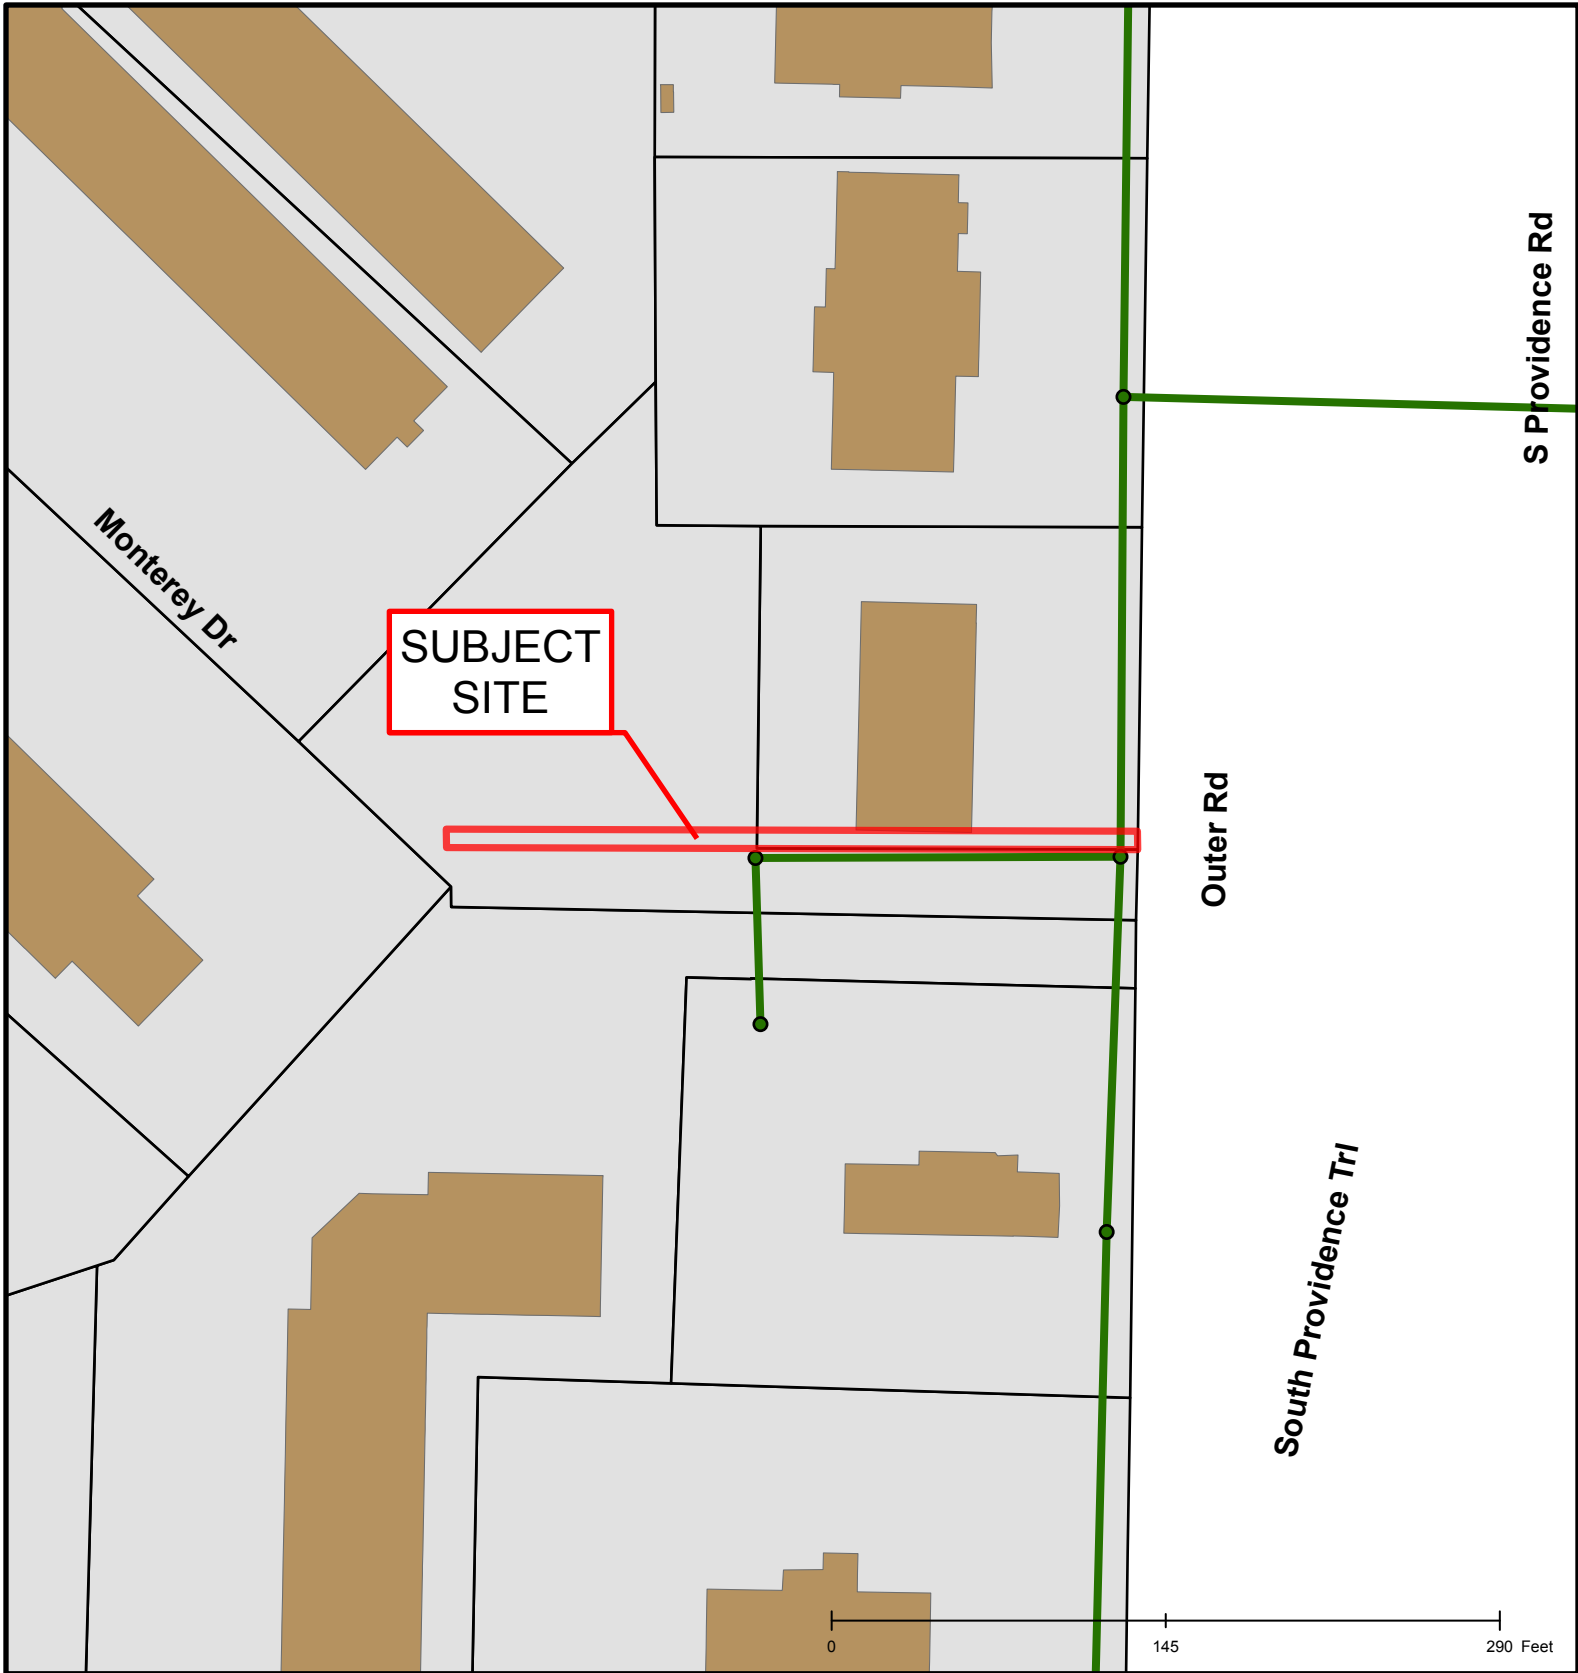 S Providence Rd
Monterey Dr
SUBJECT
SITE
Outer Rd
South Providence Trl
0 145 290 Feet